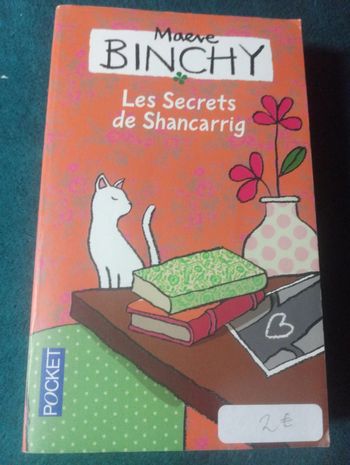 Maeve
BINCHY
Les Secrets
de Shancarrig
POCKET
2 €